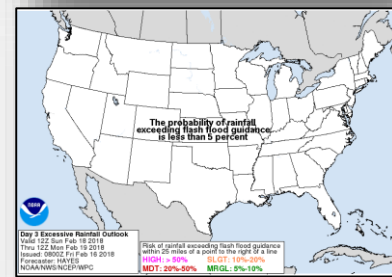 The probability of rainfall
exceeding flash flood guidance
is less than 5 percent
NOAA
Day 3 Excessive Rainfall Outlook
Valid 12Z Sun Feb 18 2018
Thru 12Z Mon Feb 19 2018
Issued: 0800Z Fri Feb 16 2018
Forecaster: HAYES
NOAA/NWS/NCEP/WPC
Risk of rainfall exceeding flash flood guidance
within 25 miles of a point to the right of a line
HIGH: > 50% SLGT: 10%-20%
MDT: 20%-50% MRGL: 5%-10%